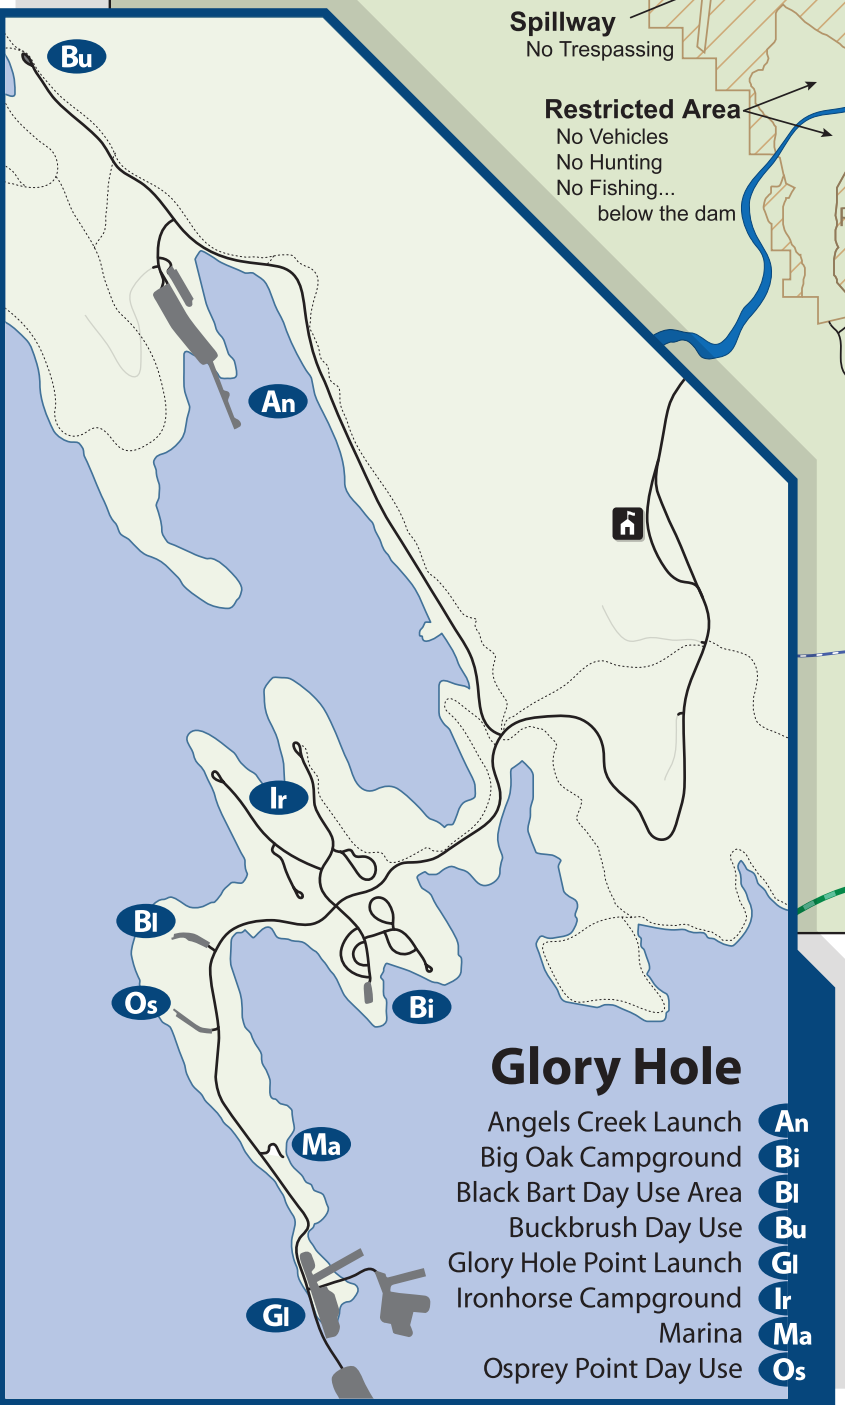 Spillway
No Trespassing
Restricted Area
No Vehicles
No Hunting
No Fishing...
below the dam
Bu
An
Ir
Bl
Os
Bi
Ma
Gl
Glory Hole
Angels Creek Launch An
Big Oak Campground Bi
Black Bart Day Use Area Bl
Buckbrush Day Use Bu
Glory Hole Point Launch Gl
Ironhorse Campground Ir
Marina Ma
Osprey Point Day Use Os